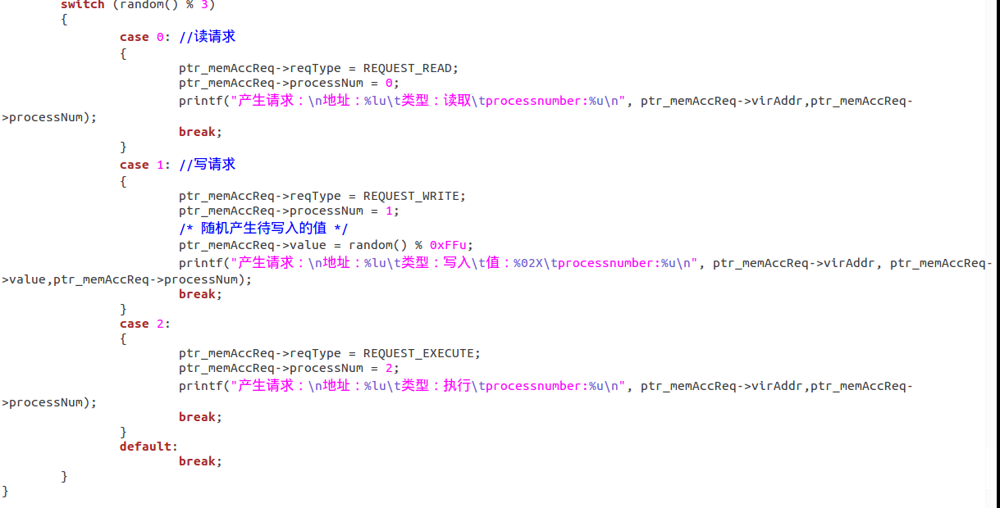 switch (random() % 3)
        {
                case 0: //读请求
                {
                        ptr_memAccReq->reqType = REQUEST_READ;
                        ptr_memAccReq->processNum = 0;
                        printf("产生请求：\n地址：%lu\t类型：读取\tprocessnumber:%u\n", ptr_memAccReq->virAddr,ptr_memAccReq-
>processNum);
                        break;
                }
                case 1: //写请求
                {
                        ptr_memAccReq->reqType = REQUEST_WRITE;
                        ptr_memAccReq->processNum = 1;
                        /* 随机产生待写入的值 */
                        ptr_memAccReq->value = random() % 0xFFu;
                        printf("产生请求：\n地址：%lu\t类型：写入\t值：%02X\tprocessnumber:%u\n", ptr_memAccReq->virAddr, ptr_memAccReq-
>value,ptr_memAccReq->processNum);
                        break;
                }
                case 2:
                {
                        ptr_memAccReq->reqType = REQUEST_EXECUTE;
                        ptr_memAccReq->processNum = 2;
                        printf("产生请求：\n地址：%lu\t类型：执行\tprocessnumber:%u\n", ptr_memAccReq->virAddr,ptr_memAccReq-
>processNum);
                        break;
                }
                default:
                        break;
        }
}